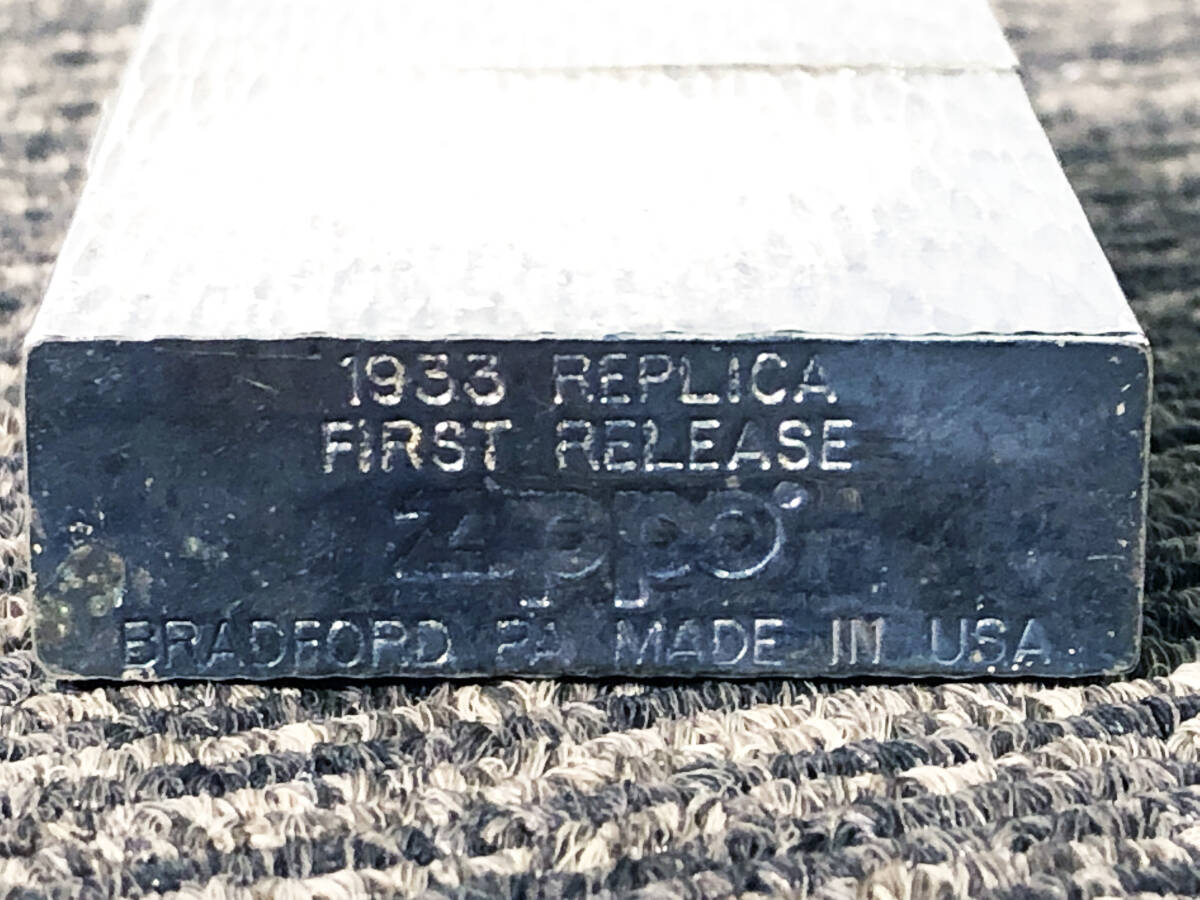 1933 REPLICA
FIRST RELEASE
Zippo
BRADFORD, PA MADE IN USA